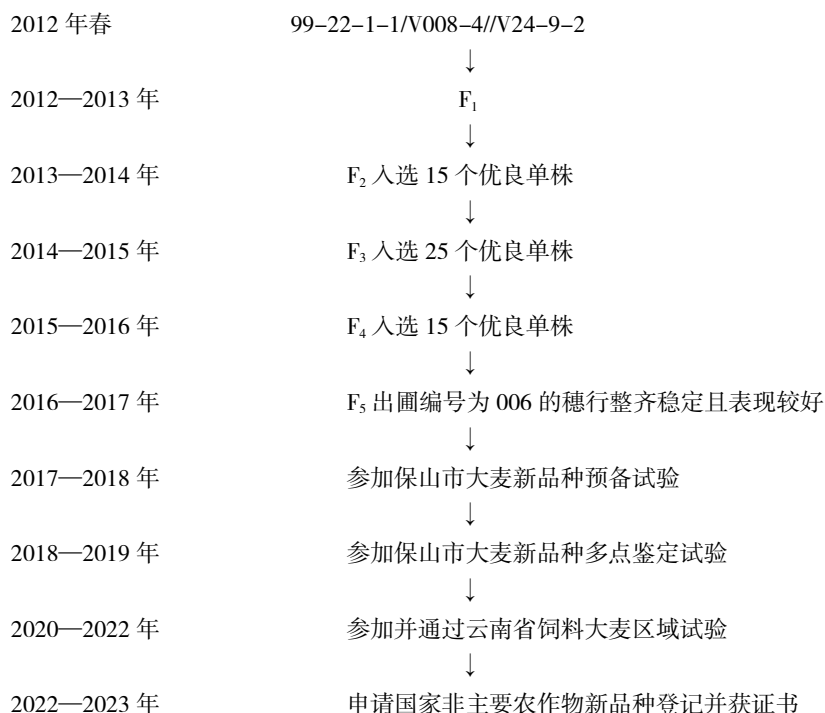 2012 年春 99-22-1-1/V008-4//V24-9-2
↓
2012—2013 年 F₁
↓
2013—2014 年 F₂ 入选 15 个优良单株
↓
2014—2015 年 F₃ 入选 25 个优良单株
↓
2015—2016 年 F₄ 入选 15 个优良单株
↓
2016—2017 年 F₅ 出圃编号为 006 的穗行整齐稳定且表现较好
↓
2017—2018 年 参加保山市大麦新品种预备试验
↓
2018—2019 年 参加保山市大麦新品种多点鉴定试验
↓
2020—2022 年 参加并通过云南省饲料大麦区域试验
↓
2022—2023 年 申请国家非主要农作物新品种登记并获证书